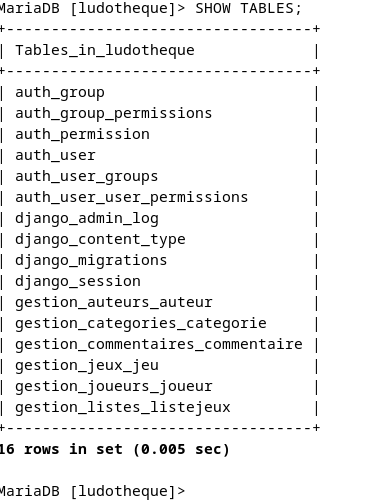 MariaDB [ludotheque]> SHOW TABLES;
+----------------------------------+
| Tables_in_ludotheque             |
+----------------------------------+
| auth_group                       |
| auth_group_permissions           |
| auth_permission                  |
| auth_user                        |
| auth_user_groups                 |
| auth_user_user_permissions       |
| django_admin_log                 |
| django_content_type              |
| django_migrations                |
| django_session                   |
| gestion_auteurs_auteur           |
| gestion_categories_categorie     |
| gestion_commentaires_commentaire |
| gestion_jeux_jeu                 |
| gestion_joueurs_joueur           |
| gestion_listes_listejeux         |
+----------------------------------+
16 rows in set (0.005 sec)
MariaDB [ludotheque]>